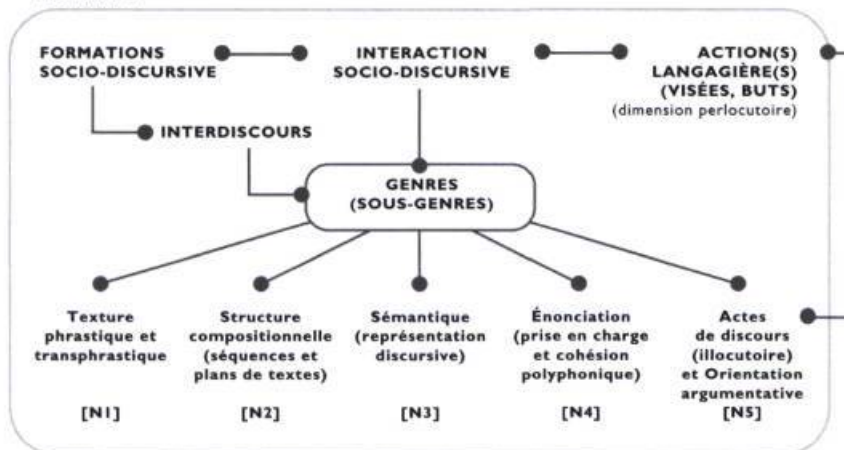 FORMATIONS
SOCIO-DISCURSIVE
INTERACTION
SOCIO-DISCURSIVE
ACTION(S)
LANGAGIÈRE(S)
(VISÉES, BUTS)
(dimension perlocutoire)
INTERDISCOURS
GENRES
(SOUS-GENRES)
Texture
phrastique et
transphrastique
[N1]
Structure
compositionnelle
(séquences et
plans de textes)
[N2]
Sémantique
(représentation
discursive)
[N3]
Énonciation
(prise en charge
et cohésion
polyphonique)
[N4]
Actes
de discours
(illocutoire)
et Orientation
argumentative
[N5]